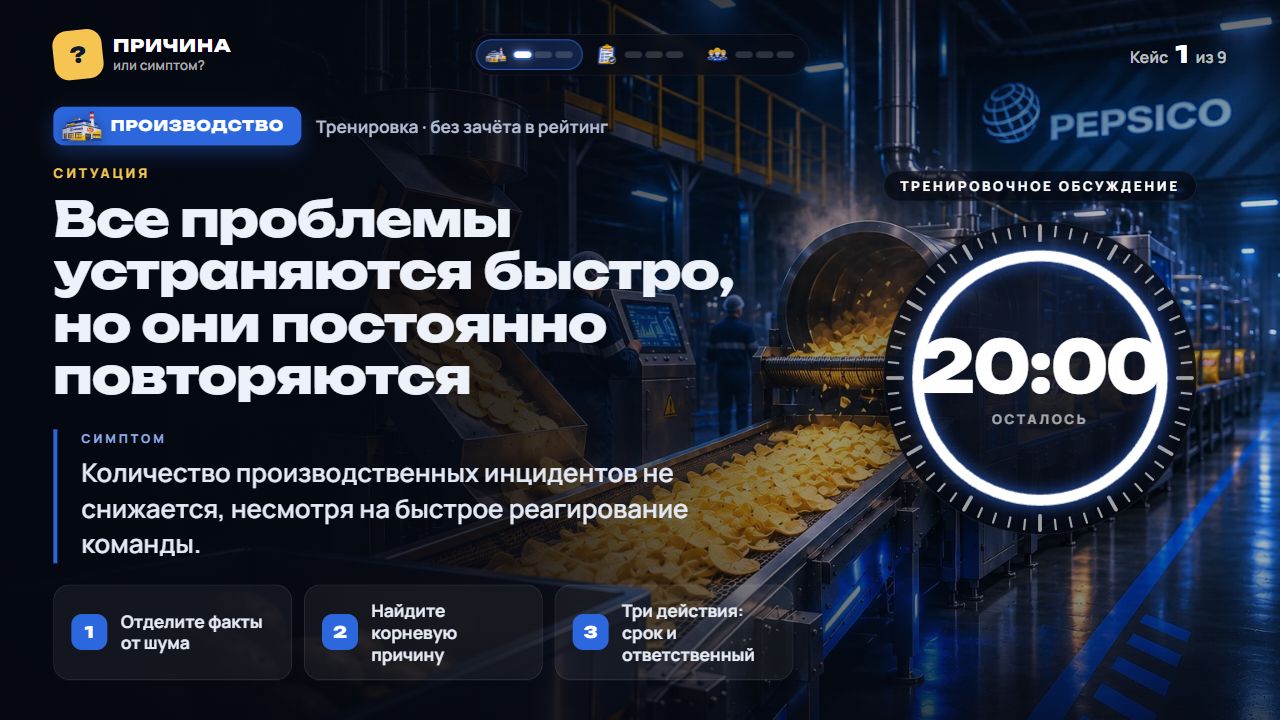 ?
ПРИЧИНА
или симптом?
Кейс 1 из 9
ПРОИЗВОДСТВО
Тренировка · без зачёта в рейтинг
PEPSICO
СИТУАЦИЯ
Все проблемы
устраняются быстро,
но они постоянно
повторяются
ТРЕНИРОВОЧНОЕ ОБСУЖДЕНИЕ
20:00
ОСТАЛОСЬ
СИМПТОМ
Количество производственных инцидентов не
снижается, несмотря на быстрое реагирование
команды.
1
Отделите факты
от шума
2
Найдите
корневую
причину
3
Три действия:
срок и
ответственный